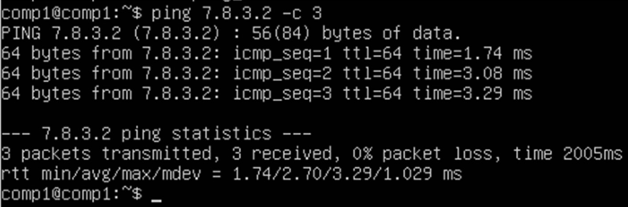 comp1@comp1:~$ ping 7.8.3.2 -c 3
PING 7.8.3.2 (7.8.3.2) : 56(84) bytes of data.
64 bytes from 7.8.3.2: icmp_seq=1 ttl=64 time=1.74 ms
64 bytes from 7.8.3.2: icmp_seq=2 ttl=64 time=3.08 ms
64 bytes from 7.8.3.2: icmp_seq=3 ttl=64 time=3.29 ms
--- 7.8.3.2 ping statistics ---
3 packets transmitted, 3 received, 0% packet loss, time 2005ms
rtt min/avg/max/mdev = 1.74/2.70/3.29/1.029 ms
comp1@comp1:~$ _